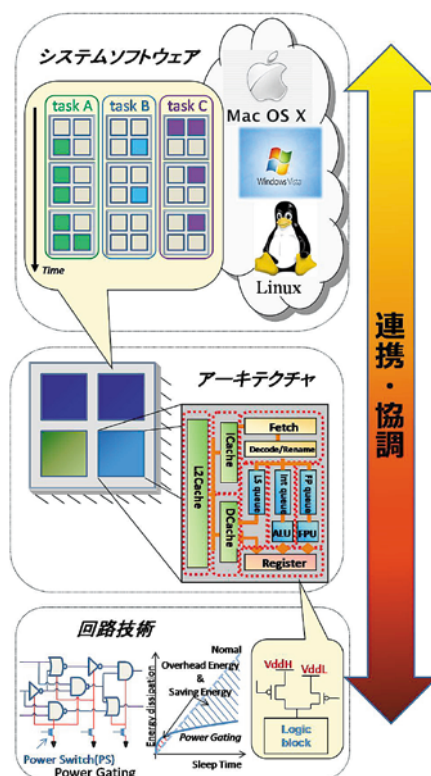 システムソフトウェア
task A
task B
task C
Time
Mac OS X
Windows Vista
Linux
連携・協調
アーキテクチャ
L2Cache
iCache
DCache
Fetch
Decode/Rename
LS queue
Int queue
FP queue
ALU
FPU
Register
回路技術
Power Switch(PS)
Power Gating
Energy dissipation
Nomal
Overhead Energy
&
Saving Energy
Power Gating
Sleep Time
VddH
VddL
Logic
block